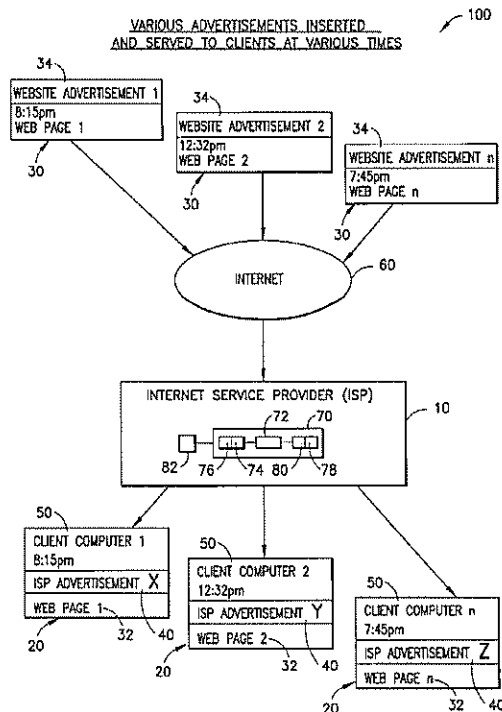 VARIOUS ADVERTISEMENTS INSERTED
AND SERVED TO CLIENTS AT VARIOUS TIMES
100
34
WEBSITE ADVERTISEMENT 1
8:15pm
WEB PAGE 1
30
34
WEBSITE ADVERTISEMENT 2
12:32pm
WEB PAGE 2
30
34
WEBSITE ADVERTISEMENT n
7:45pm
WEB PAGE n
30
INTERNET
60
INTERNET SERVICE PROVIDER (ISP)
10
72
70
82
76
74
80
78
50
CLIENT COMPUTER 1
8:15pm
ISP ADVERTISEMENT X
WEB PAGE 1
20
32
40
50
CLIENT COMPUTER 2
12:32pm
ISP ADVERTISEMENT Y
WEB PAGE 2
20
32
40
50
CLIENT COMPUTER n
7:45pm
ISP ADVERTISEMENT Z
WEB PAGE n
20
32
40